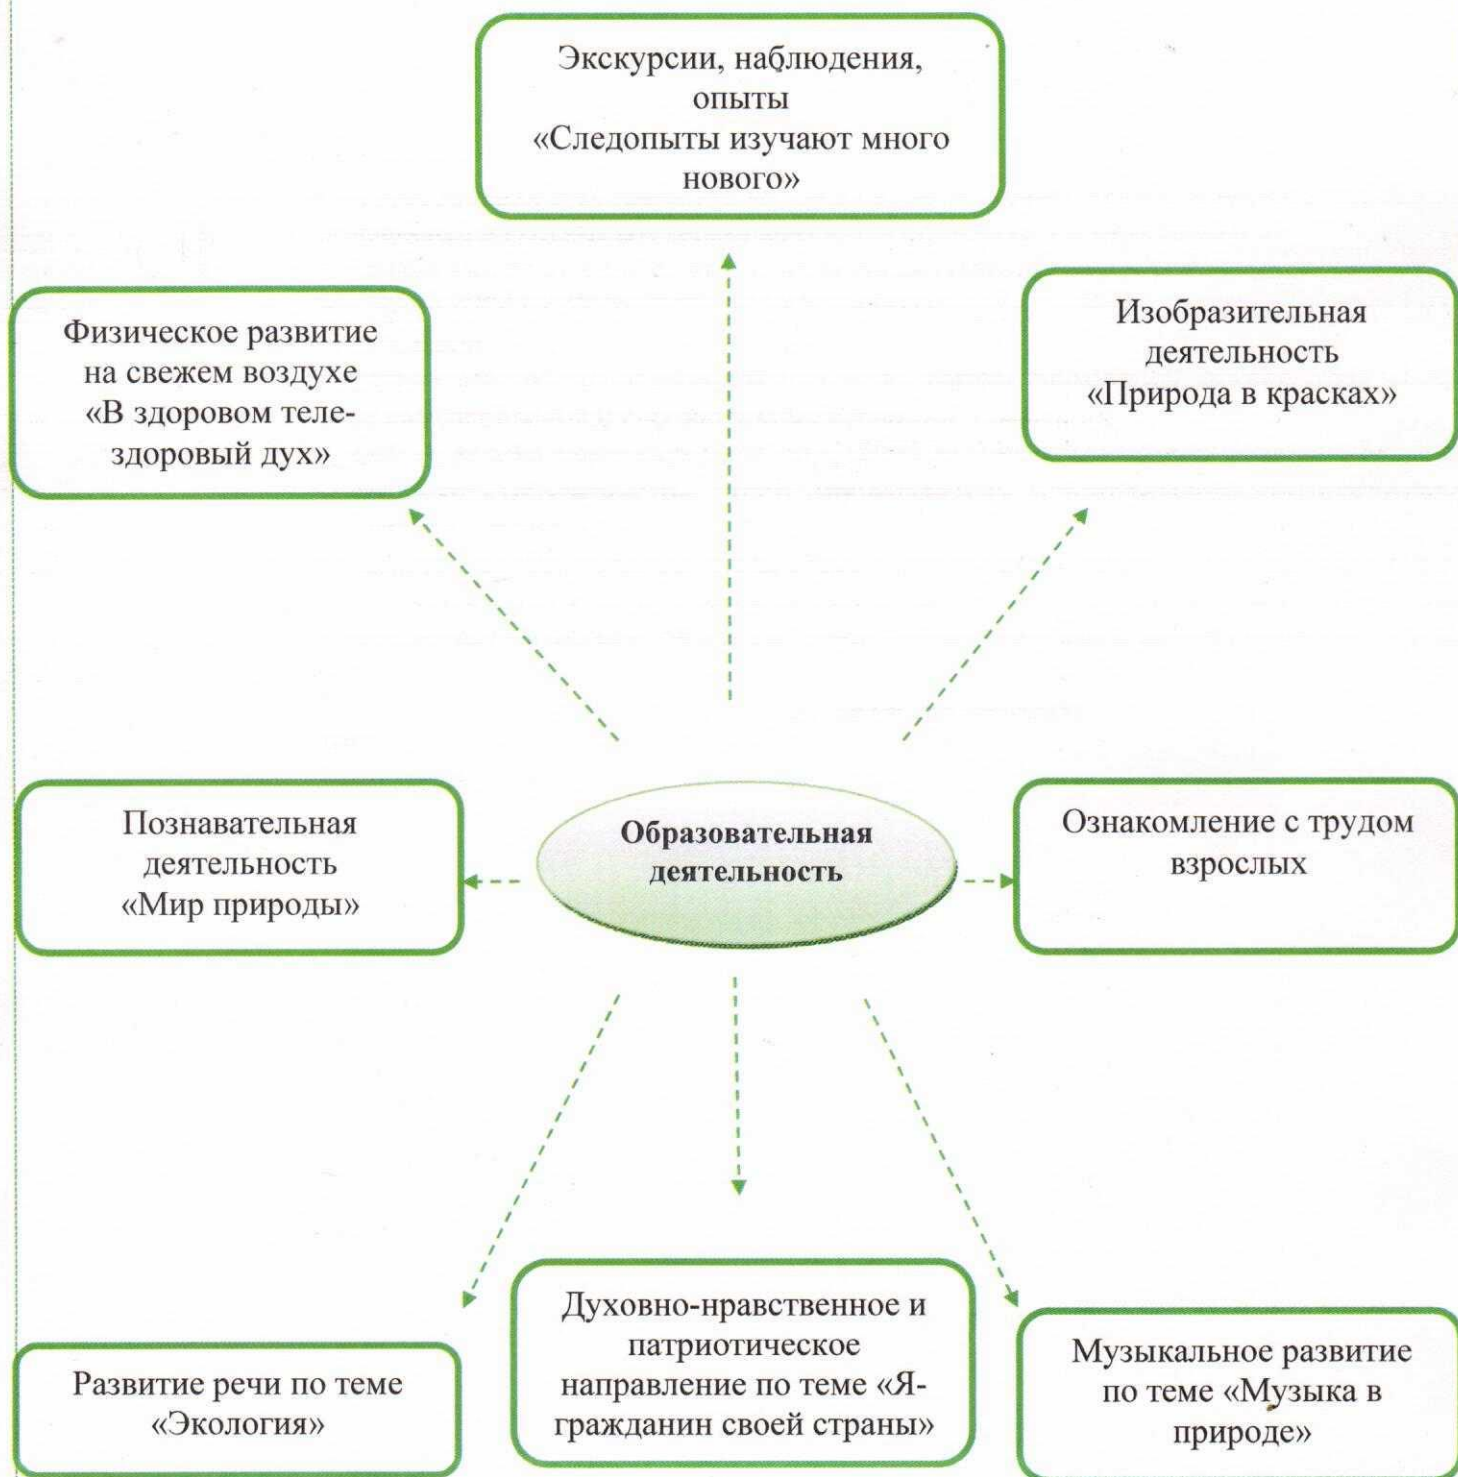 Экскурсии, наблюдения,
опыты
«Следопыты изучают много
нового»
Физическое развитие
на свежем воздухе
«В здоровом теле-
здоровый дух»
Изобразительная
деятельность
«Природа в красках»
Познавательная
деятельность
«Мир природы»
Образовательная
деятельность
Ознакомление с трудом
взрослых
Развитие речи по теме
«Экология»
Духовно-нравственное и
патриотическое
направление по теме «Я-
гражданин своей страны»
Музыкальное развитие
по теме «Музыка в
природе»